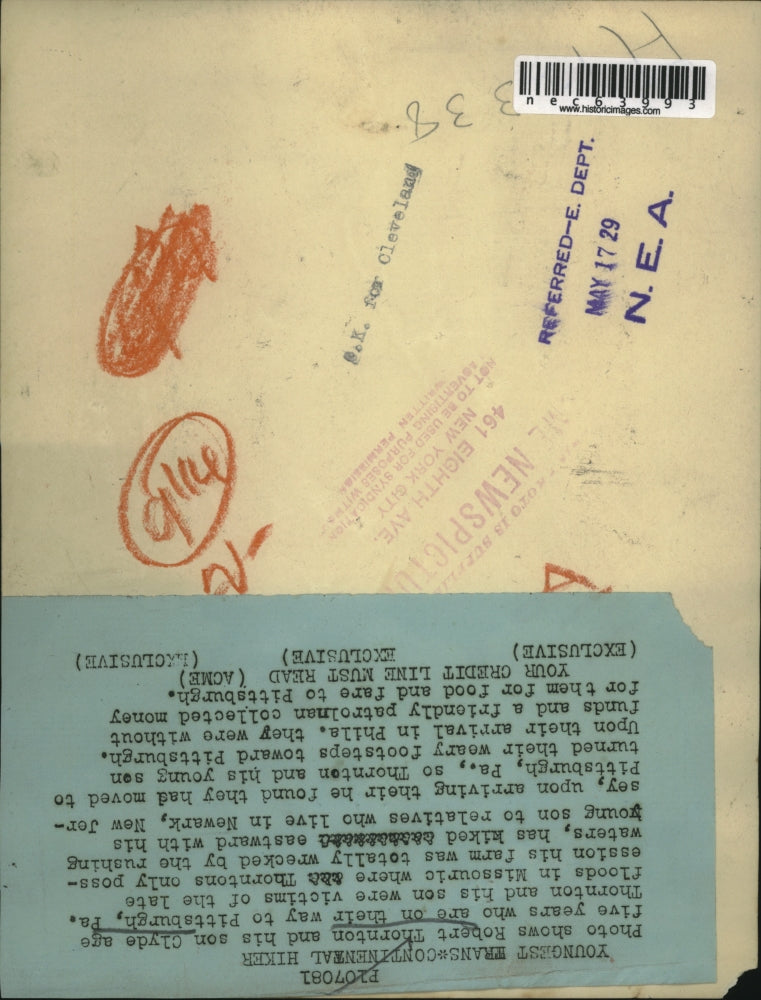 H
3 3 8
nec63993
www.historicimages.com
REFERRED-E. DEPT.
MAY 17 29
N. E. A.
O.K. for Cleveland
NEWSPICTU
461 EIGHTH AVE.
NEW YORK CITY
NOT TO BE USED FOR SYNDICATION
ADVERTISING PURPOSES WITHO
WRITTEN PERMISSION
P107081
YOUNGEST TRANS*CONTINENTAL HIKER
Photo shows Robert Thornton and his son Clyde age
five years who are on their way to Pittsburgh, Pa.
Thornton and his son were victims of the late
floods in Missouric where Thorntons only poss-
ession his farm was totally wrecked by the rushing
waters, has hiked eastward with his
young son to relatives who live in Newark, New Jer-
sey, upon arriving their he found they had moved to
Pittsburgh, Pa., so Thornton and his young son
turned their weary footsteps toward Pittsburgh.
Upon their arrival in Phila. they were without
funds and a friendly patrolman collected money
for them for food and fare to Pittsburgh.
YOUR CREDIT LINE MUST READ (ACME)
(EXCLUSIVE) EXCLUSIVE) (EXCLUSIVE)